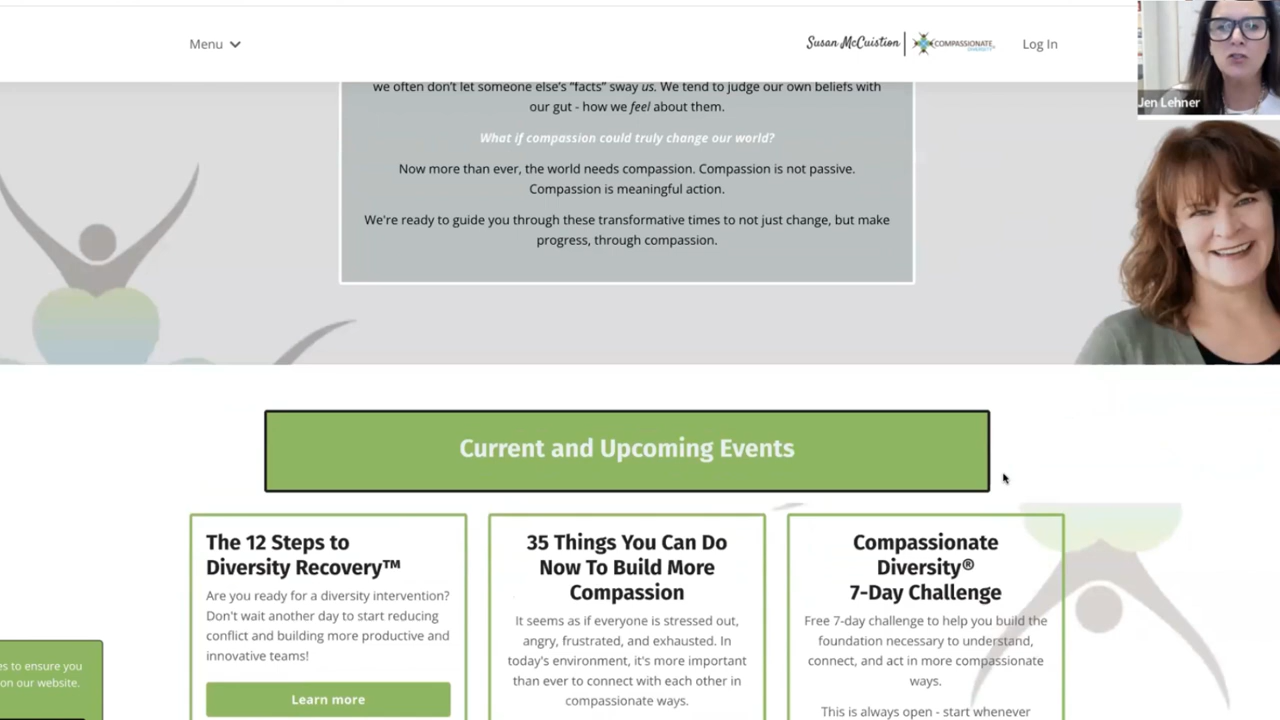 Menu
Susan McCuistion
COMPASSIONATE
DIVERSITY
Log In
Jen Lehner
we often don't let someone else's "facts" sway us. We tend to judge our own beliefs with
our gut - how we feel about them.
What if compassion could truly change our world?
Now more than ever, the world needs compassion. Compassion is not passive.
Compassion is meaningful action.
We're ready to guide you through these transformative times to not just change, but make
progress, through compassion.
Current and Upcoming Events
The 12 Steps to
Diversity Recovery™
Are you ready for a diversity intervention?
Don't wait another day to start reducing
conflict and building more productive and
innovative teams!
Learn more
35 Things You Can Do
Now To Build More
Compassion
It seems as if everyone is stressed out,
angry, frustrated, and exhausted. In
today's environment, it's more important
than ever to connect with each other in
compassionate ways.
Compassionate
Diversity®
7-Day Challenge
Free 7-day challenge to help you build the
foundation necessary to understand,
connect, and act in more compassionate
ways.
This is always open - start whenever
es to ensure you
on our website.